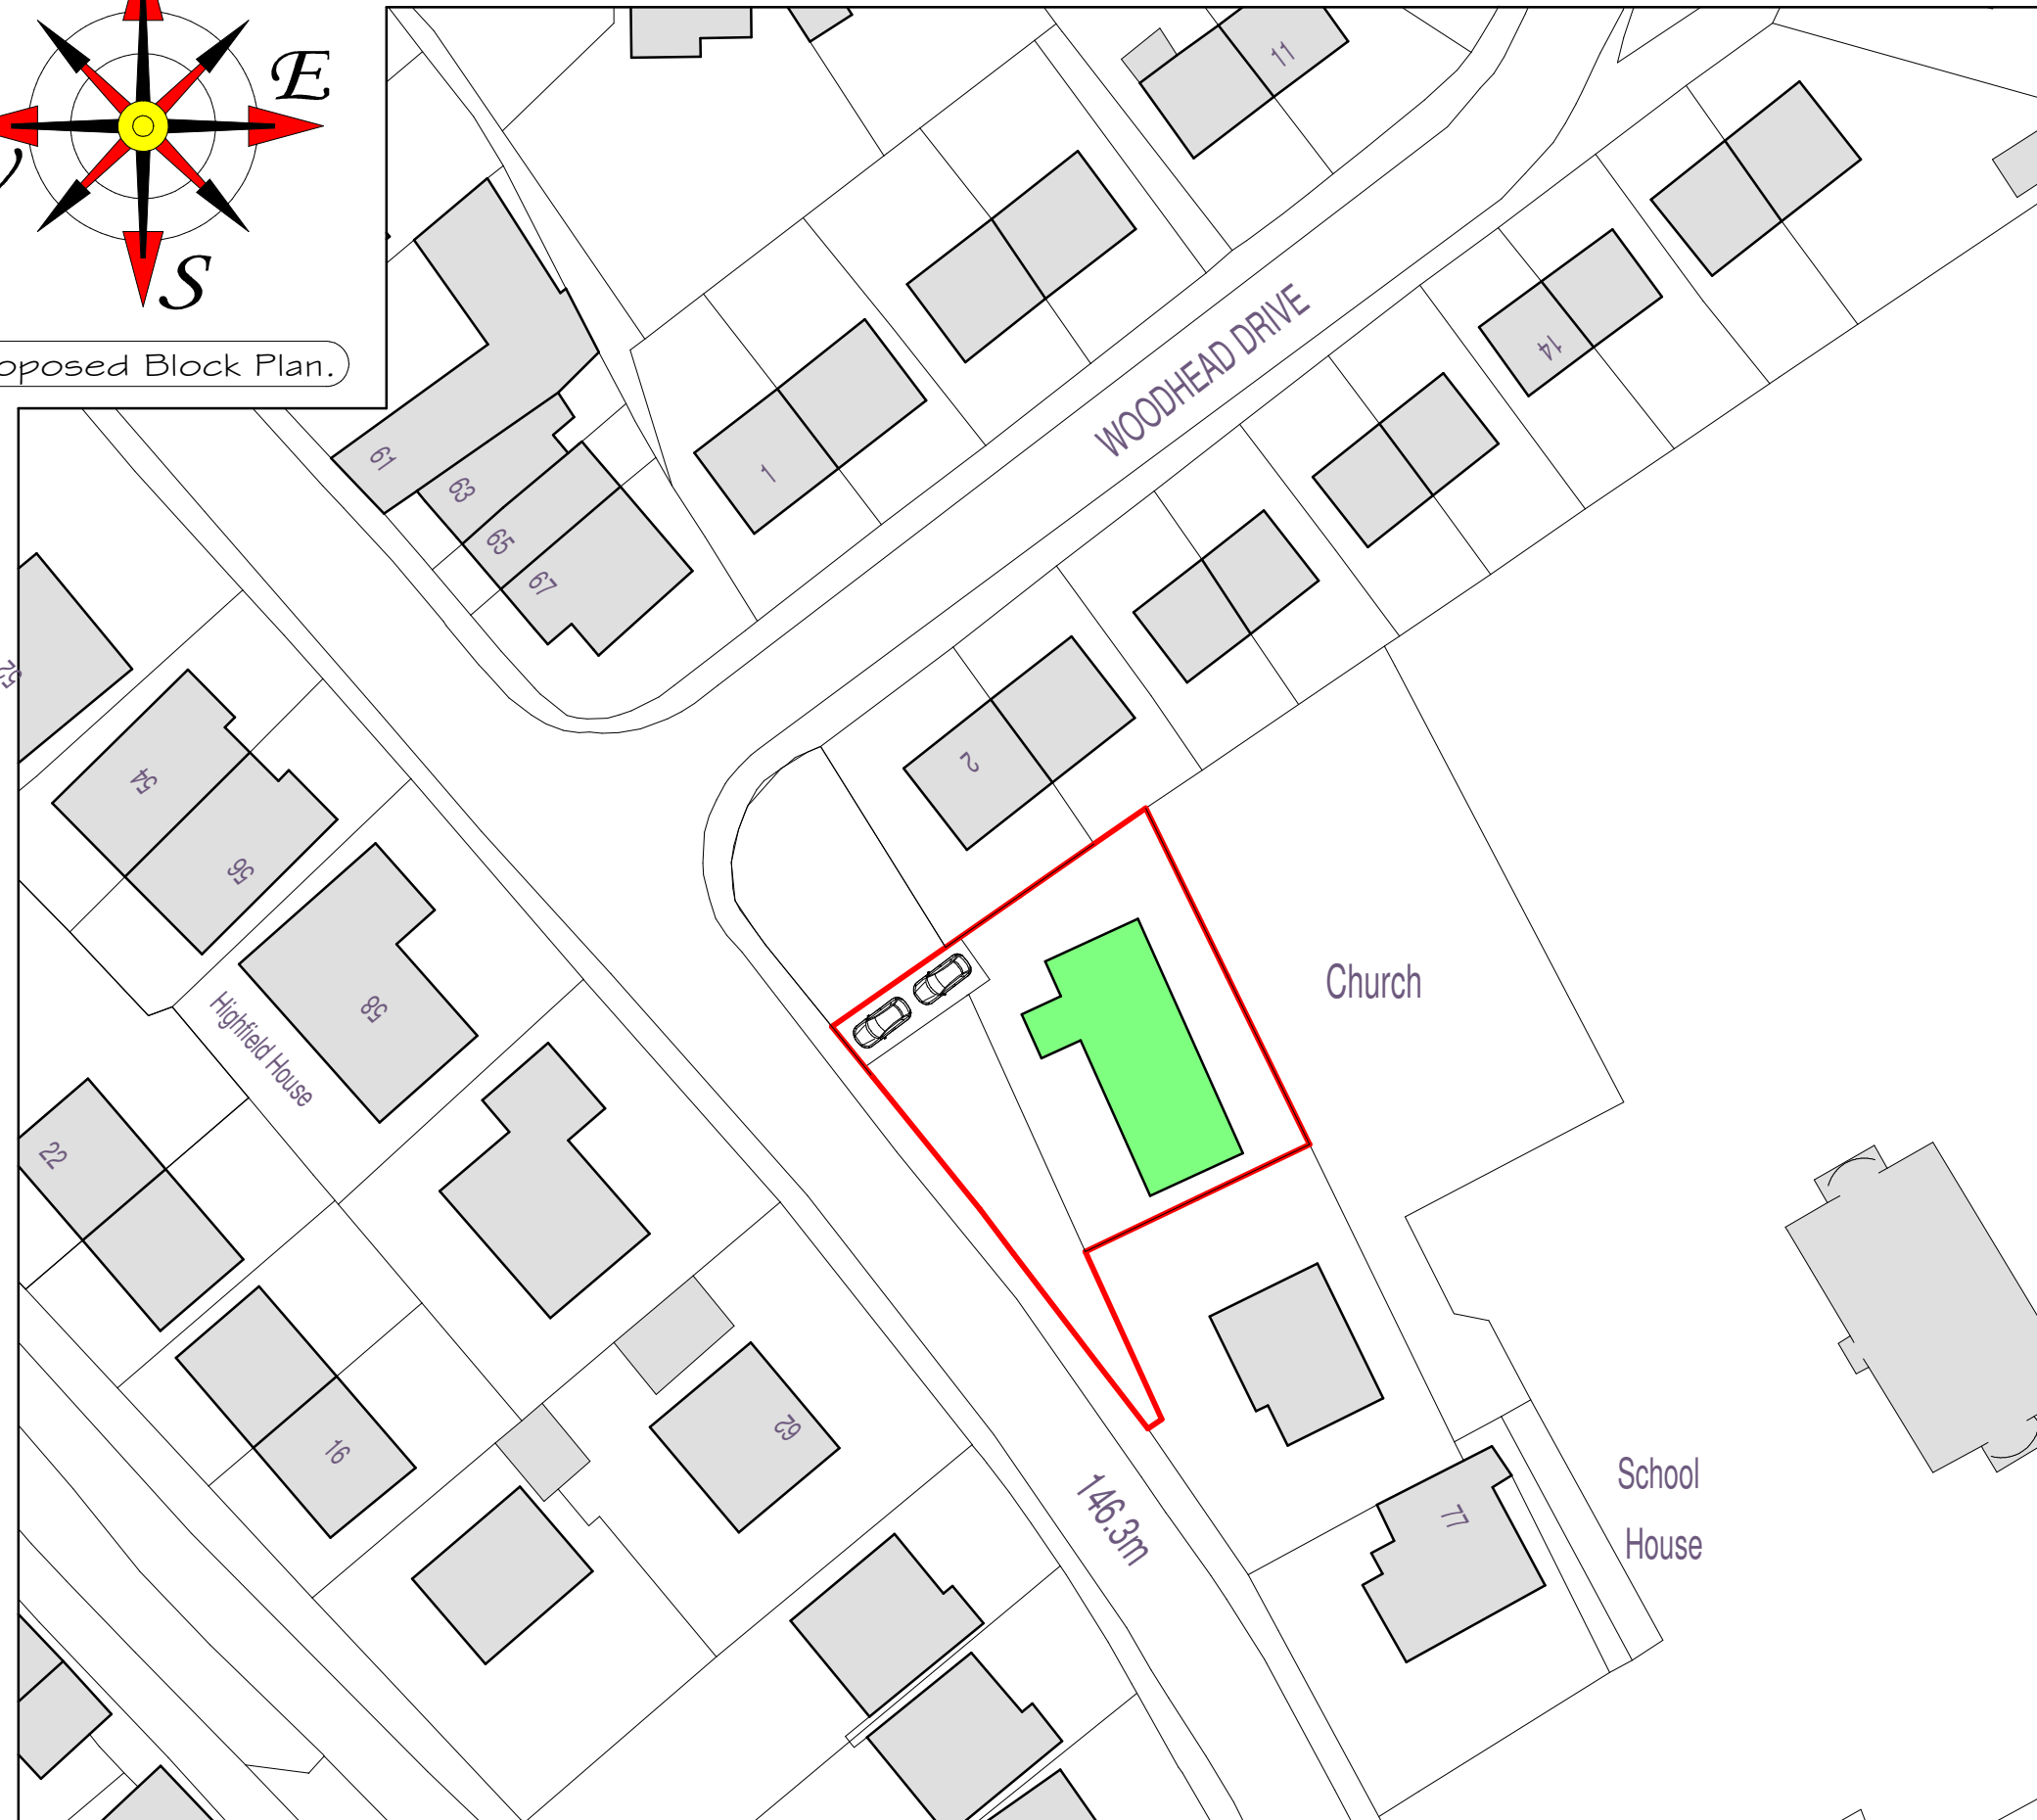 E
S
oposed Block Plan.
11
WOODHEAD DRIVE
14
61
63
65
67
1
2
54
56
58
Highfield House
Church
22
16
62
146.3m
77
School
House